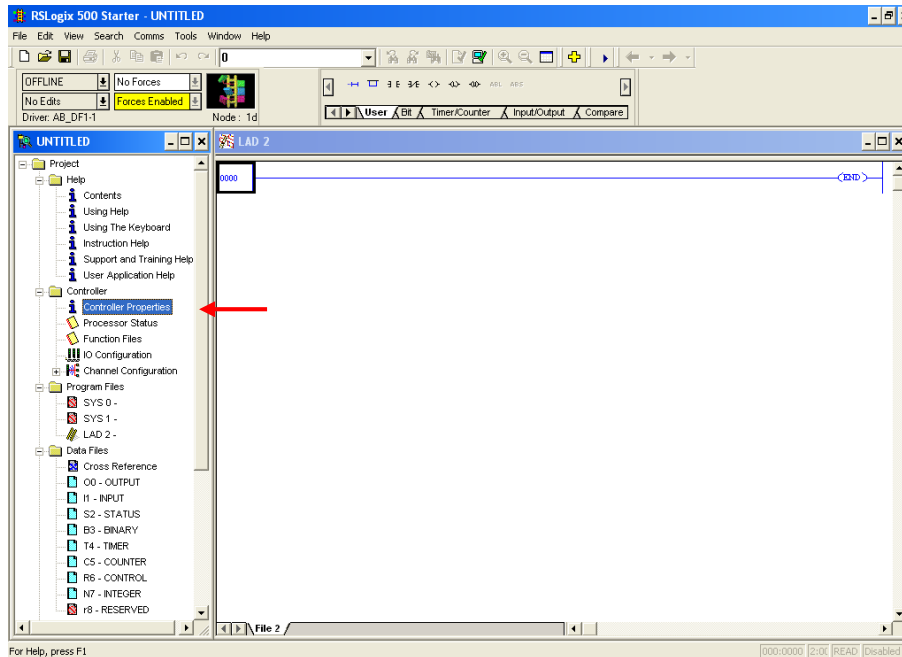 RSLogix 500 Starter - UNTITLED
File Edit View Search Comms Tools Window Help
0
OFFLINE No Forces
No Edits Forces Enabled
Driver: AB_DF1-1 Node : 1d
ABL ABS
User Bit Timer/Counter Input/Output Compare
UNTITLED
LAD 2
Project
Help
Contents
Using Help
Using The Keyboard
Instruction Help
Support and Training Help
User Application Help
Controller
Controller Properties
Processor Status
Function Files
IO Configuration
Channel Configuration
Program Files
SYS 0 -
SYS 1 -
LAD 2 -
Data Files
Cross Reference
O0 - OUTPUT
I1 - INPUT
S2 - STATUS
B3 - BINARY
T4 - TIMER
C5 - COUNTER
R6 - CONTROL
N7 - INTEGER
r8 - RESERVED
0000
END
File 2
For Help, press F1
000:0000 2:00 READ Disabled